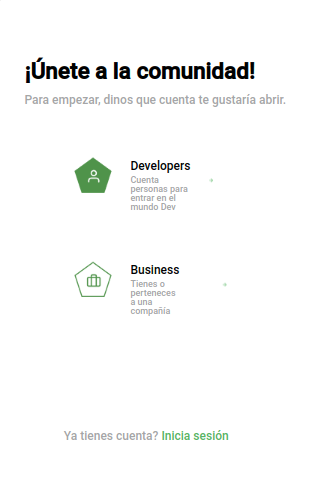 ¡Únete a la comunidad!
Para empezar, dinos que cuenta te gustaría abrir.
Developers
Cuenta
personas para
entrar en el
mundo Dev
Business
Tienes o
perteneces
a una
compañía
Ya tienes cuenta? Inicia sesión